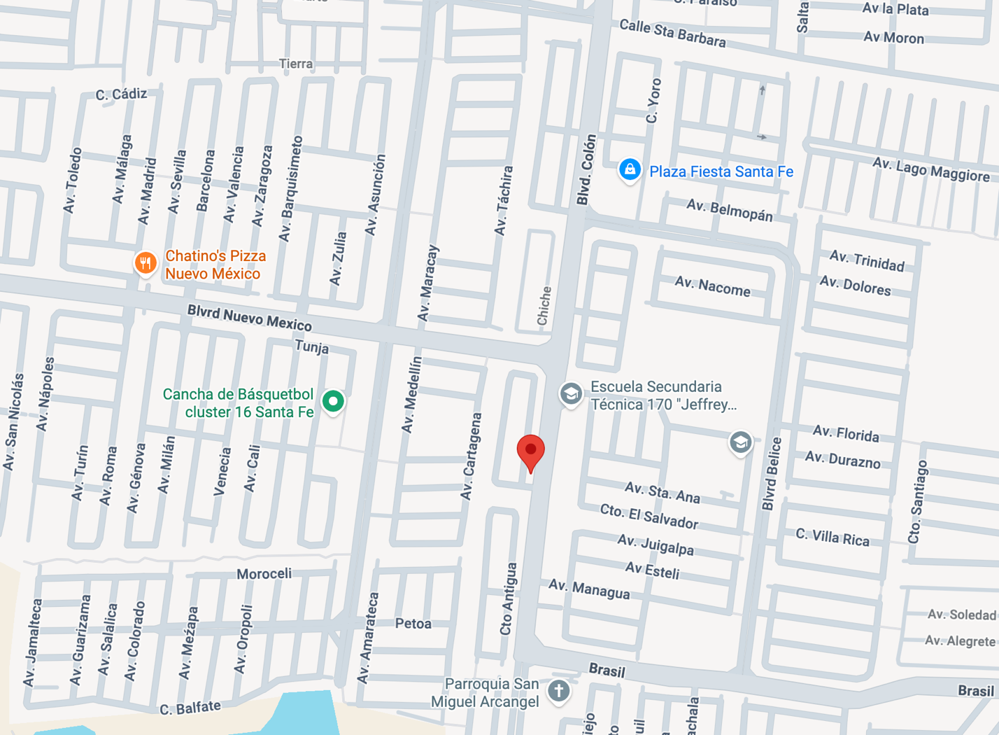 C. Paraíso
Av la Plata
Salta
Calle Sta Barbara
Av Moron
Tierra
C. Cádiz
C. Yoro
Av. Toledo
Av. Málaga
Av. Madrid
Av. Sevilla
Barcelona
Av. Valencia
Av. Zaragoza
Av. Barquisimeto
Av. Asunción
Av. Táchira
Blvd. Colón
Plaza Fiesta Santa Fe
Av. Lago Maggiore
Av. Belmopán
Chatino's Pizza
Nuevo México
Av. Zulia
Av. Maracay
Chiche
Av. Trinidad
Av. Dolores
Av. Nacome
Blvrd Nuevo Mexico
Tunja
Av. San Nicolás
Av. Nápoles
Cancha de Básquetbol
cluster 16 Santa Fe
Av. Medellín
Escuela Secundaria
Técnica 170 "Jeffrey...
Av. Cartagena
Av. Florida
Av. Durazno
Blvrd Belice
Av. Turín
Av. Roma
Av. Génova
Av. Milán
Venecia
Av. Cali
Av. Sta. Ana
Cto. El Salvador
Cto. Santiago
C. Villa Rica
Av. Juigalpa
Av Esteli
Av. Managua
Moroceli
Cto Antigua
Av. Jamalteca
Av. Guarizama
Av. Salalica
Av. Colorado
Av. Mezapa
Av. Oropoli
Av. Amarateca
Petoa
Av. Soledad
Av. Alegrete
Brasil
Parroquia San
Miguel Arcangel
Brasil
C. Balfate